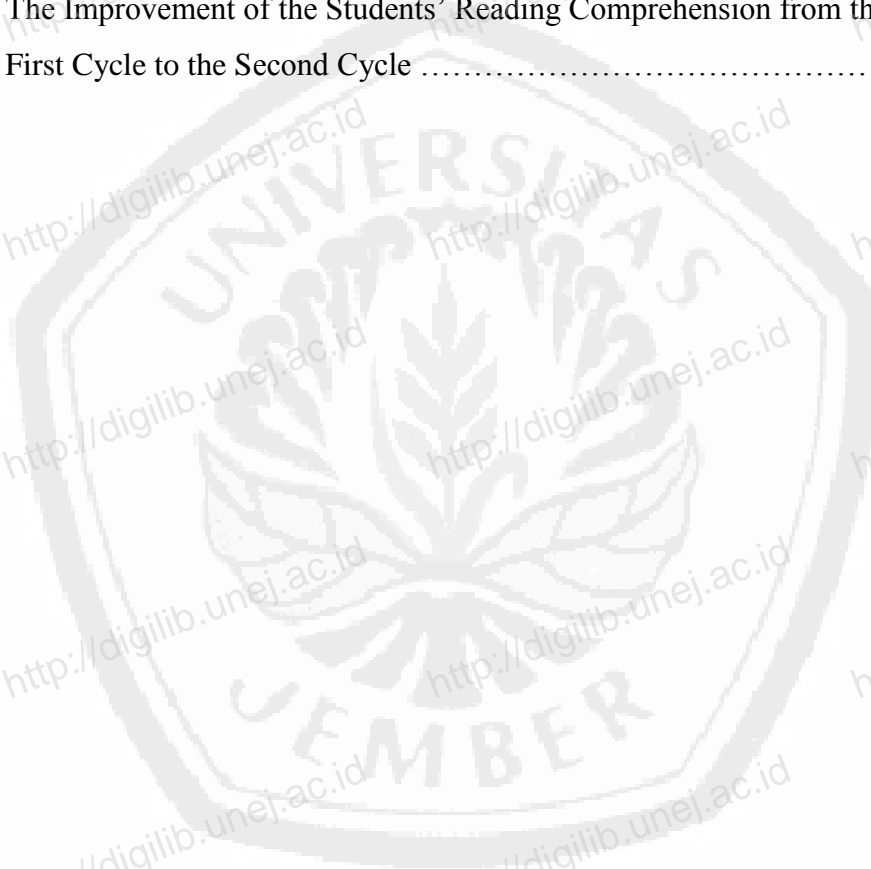 The Improvement of the Students’ Reading Comprehension from th
First Cycle to the Second Cycle ……………………………………
http://digilib.unej.ac.id
http://digilib.unej.ac.id
UNIVERSITAS
http://digilib.unej.ac.id
http://digilib.unej.ac.id
http://digilib.unej.ac.id
http://digilib.unej.ac.id
JEMBER
//digilib.unej.ac.id
//digilib.unej.ac.id